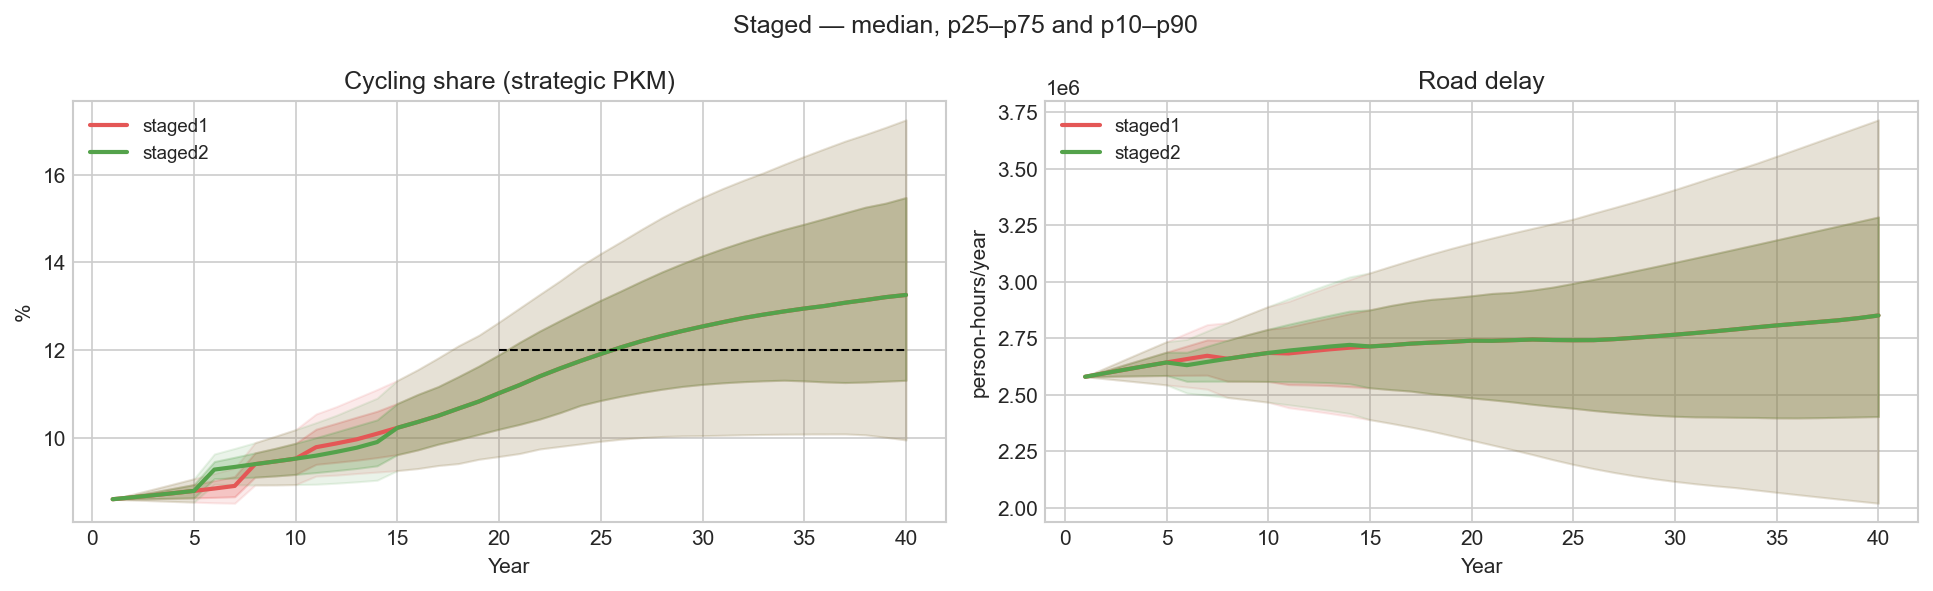 Staged — median, p25–p75 and p10–p90
Cycling share (strategic PKM)
staged1
staged2
%
16
14
12
10
0 5 10 15 20 25 30 35 40
Year
Road delay
1e6
staged1
staged2
person-hours/year
3.75
3.50
3.25
3.00
2.75
2.50
2.25
2.00
0 5 10 15 20 25 30 35 40
Year